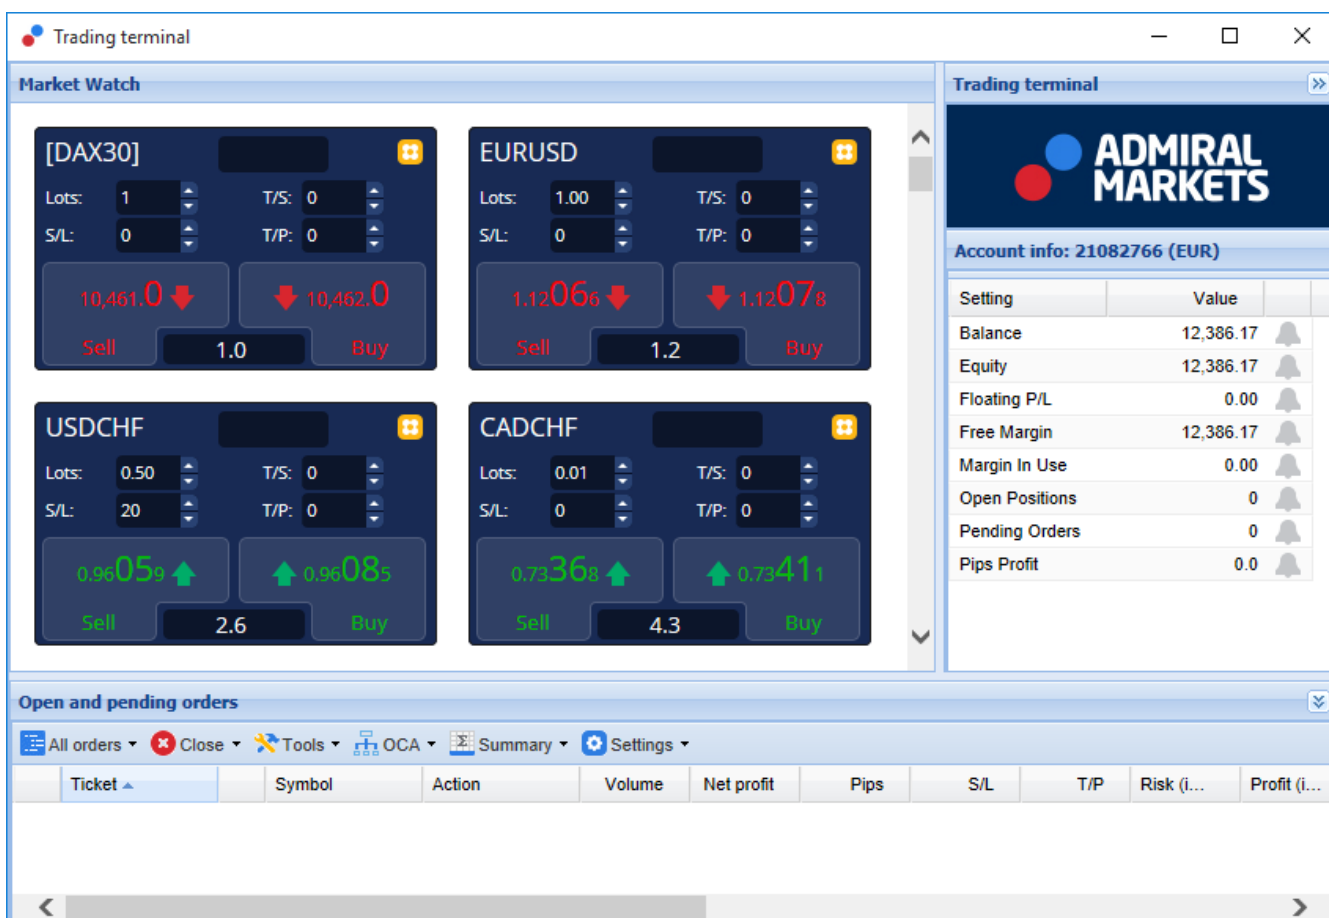 Trading terminal
Market Watch
[DAX30]
Lots: 1 T/S: 0
S/L: 0 T/P: 0
10,461.0 10,462.0
Sell 1.0 Buy
EURUSD
Lots: 1.00 T/S: 0
S/L: 0 T/P: 0
1.12066 1.12078
Sell 1.2 Buy
USDCHF
Lots: 0.50 T/S: 0
S/L: 20 T/P: 0
0.96059 0.96085
Sell 2.6 Buy
CADCHF
Lots: 0.01 T/S: 0
S/L: 0 T/P: 0
0.73368 0.73411
Sell 4.3 Buy
Trading terminal
ADMIRAL
MARKETS
Account info: 21082766 (EUR)
Setting Value
Balance 12,386.17
Equity 12,386.17
Floating P/L 0.00
Free Margin 12,386.17
Margin In Use 0.00
Open Positions 0
Pending Orders 0
Pips Profit 0.0
Open and pending orders
All orders Close Tools OCA Summary Settings
Ticket Symbol Action Volume Net profit Pips S/L T/P Risk (i... Profit (i...